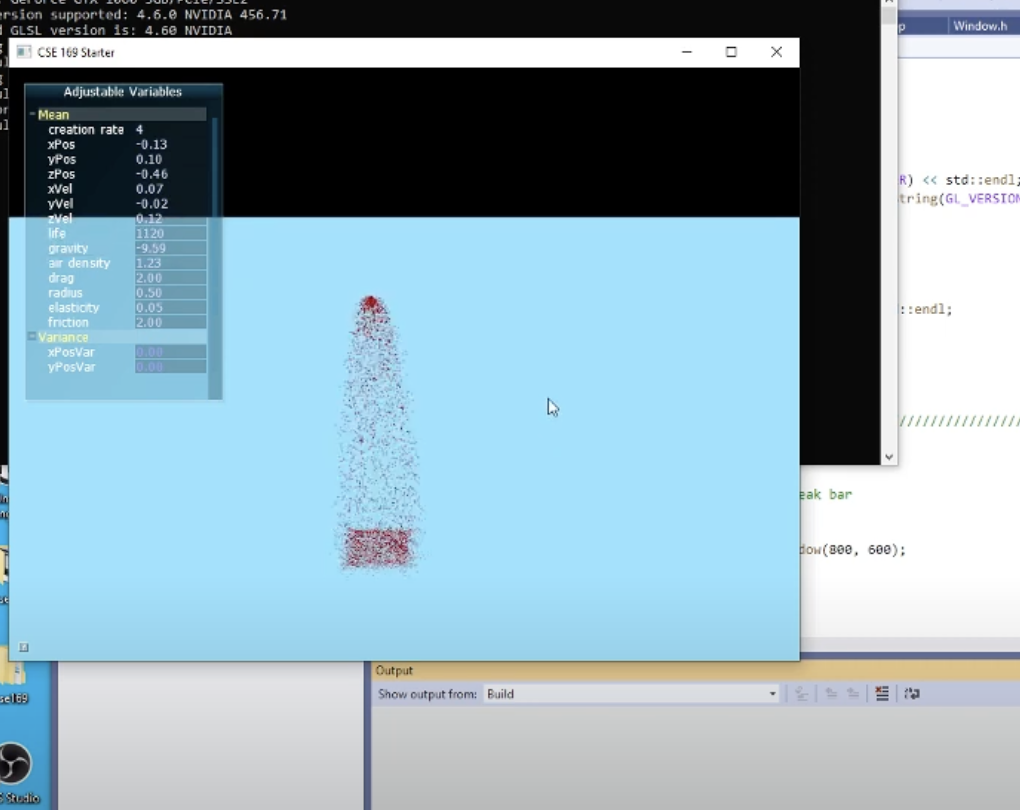 rsion supported: 4.6.0 NVIDIA 456.71
d GLSL version is: 4.60 NVIDIA
Window.h
CSE 169 Starter
Adjustable Variables
Mean
creation rate 4
xPos -0.13
yPos 0.10
zPos -0.46
xVel 0.07
yVel -0.02
zVel 0.12
life 1120
gravity -9.59
air density 1.23
drag 2.00
radius 0.50
elasticity 0.05
friction 2.00
Variance
xPosVar 0.00
yPosVar 0.00
R) << std::endl;
tring(GL_VERSION
::endl;
////////////////
eak bar
dow(800, 600);
Output
Show output from: Build
se169
S Studio